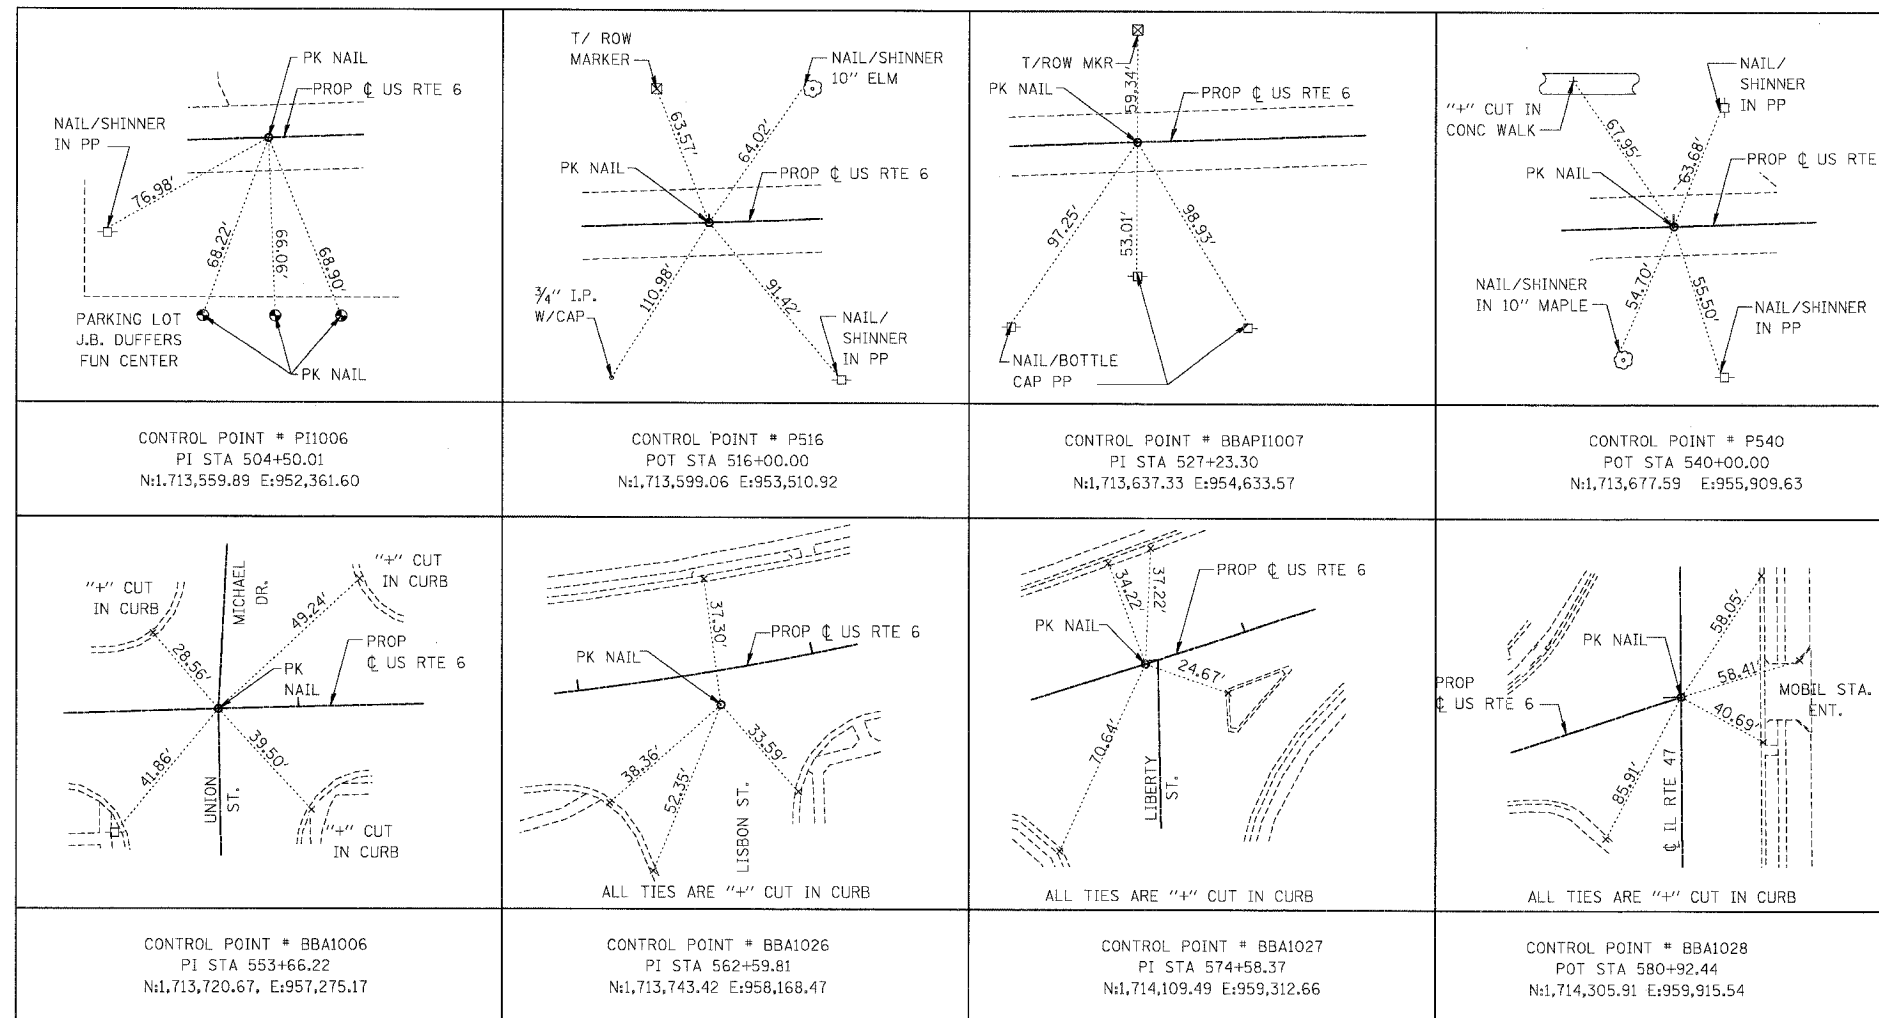 PK NAIL
PROP ℄ US RTE 6
NAIL/SHINNER
IN PP
76.98'
68.22'
66.06'
68.90'
PARKING LOT
J.B. DUFFERS
FUN CENTER
PK NAIL
CONTROL POINT # PI1006
PI STA 504+50.01
N:1.713,559.89 E:952,361.60
T/ ROW
MARKER
NAIL/SHINNER
10" ELM
63.57'
64.02'
PK NAIL
PROP ℄ US RTE 6
110.98'
91.42'
3/4" I.P.
W/CAP
NAIL/
SHINNER
IN PP
CONTROL POINT # P516
POT STA 516+00.00
N:1,713,599.06 E:953,510.92
T/ROW MKR
59.34'
PK NAIL
PROP ℄ US RTE 6
97.25'
53.01'
98.93'
NAIL/BOTTLE
CAP PP
CONTROL POINT # BBAPI1007
PI STA 527+23.30
N:1,713,637.33 E:954,633.57
NAIL/
SHINNER
IN PP
"+" CUT IN
CONC WALK
67.95'
63.68'
PROP ℄ US RTE
PK NAIL
NAIL/SHINNER
IN 10" MAPLE
54.70'
55.50'
NAIL/SHINNER
IN PP
CONTROL POINT # P540
POT STA 540+00.00
N:1,713,677.59 E:955,909.63
"+" CUT
IN CURB
MICHAEL
DR.
"+" CUT
IN CURB
49.24'
28.56'
PROP
℄ US RTE 6
PK
NAIL
41.86'
39.50'
UNION
ST.
"+" CUT
IN CURB
CONTROL POINT # BBA1006
PI STA 553+66.22
N:1,713,720.67, E:957,275.17
37.30'
PROP ℄ US RTE 6
PK NAIL
38.36'
52.35'
33.59'
LISBON ST.
ALL TIES ARE "+" CUT IN CURB
CONTROL POINT # BBA1026
PI STA 562+59.81
N:1,713,743.42 E:958,168.47
34.22'
37.22'
PROP ℄ US RTE 6
PK NAIL
24.67'
70.64'
LIBERTY
ST.
ALL TIES ARE "+" CUT IN CURB
CONTROL POINT # BBA1027
PI STA 574+58.37
N:1,714,109.49 E:959,312.66
58.05'
PK NAIL
58.41'
PROP
℄ US RTE 6
MOBIL STA.
ENT.
40.69'
85.91'
℄ IL RTE 47
ALL TIES ARE "+" CUT IN CURB
CONTROL POINT # BBA1028
POT STA 580+92.44
N:1,714,305.91 E:959,915.54